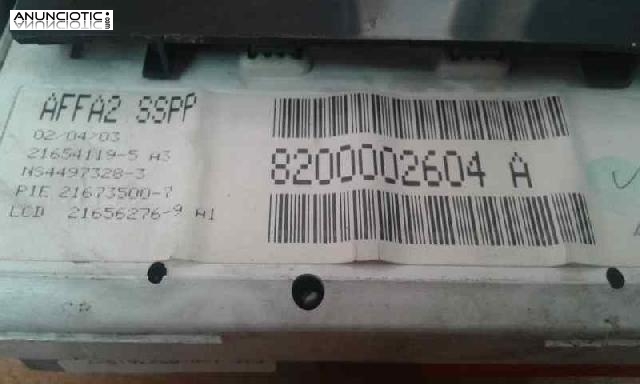 ANUNCIOTIC.com
AFFA2 SSPP
02/04/03
21654119-5 A3
NS4497328-3
PIE 21673500-7
LCD 21656276-9 A1
8200002604 A